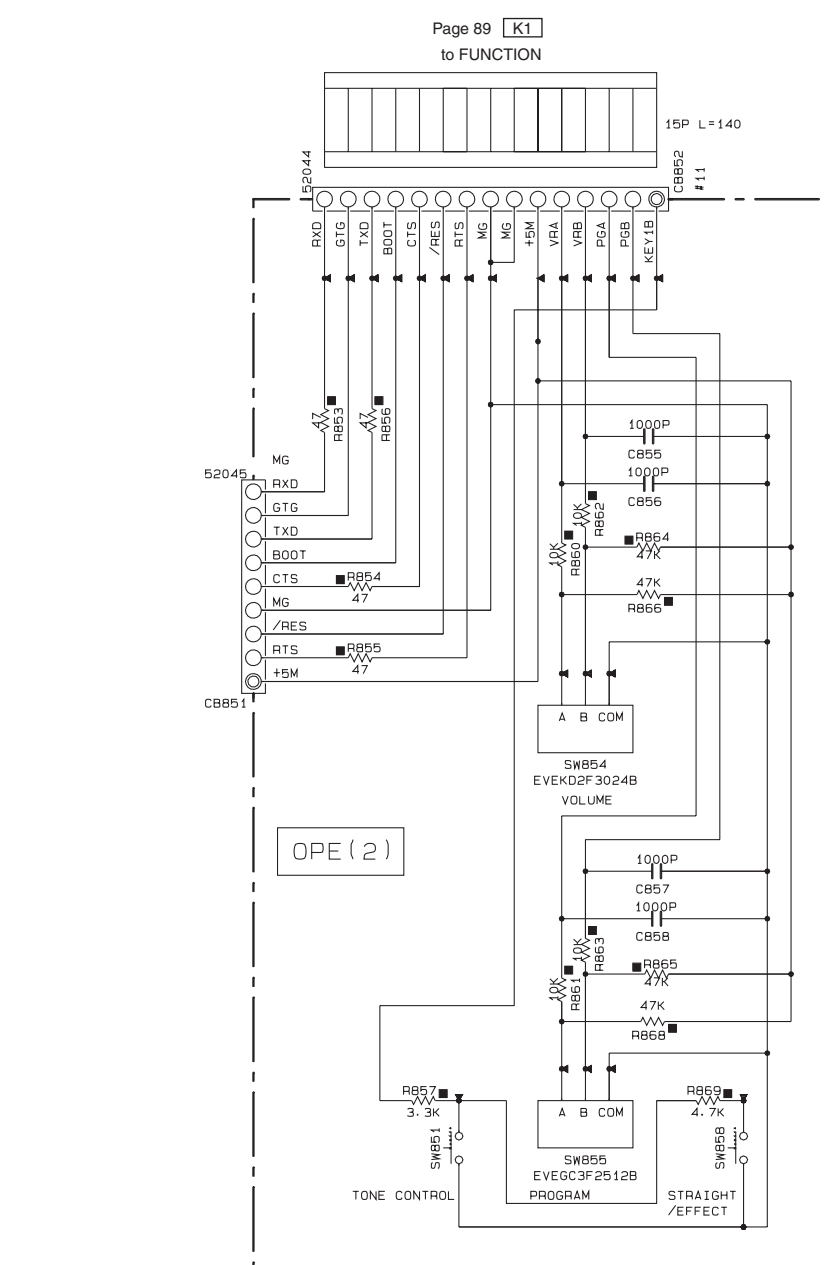 Page 89 K1
to FUNCTION
15P L=140
52044
CB852
#11
RXD
GTG
TXD
BOOT
CTS
/RES
RTS
MG
MG
+5M
VRA
VRB
PGA
PGB
KEY1B
47
R853
47
R856
1000P
C855
1000P
C856
10K
R862
10K
R860
R864
47K
47K
R866
MG
52045
RXD
GTG
TXD
BOOT
CTS
MG
/RES
RTS
+5M
CB851
R854
47
R855
47
A B COM
SW854
EVEKD2F3024B
VOLUME
OPE(2)
1000P
C857
1000P
C858
10K
R863
10K
R861
R865
47K
47K
R868
R857
3.3K
SW851
TONE CONTROL
A B COM
SW855
EVEGC3F2512B
PROGRAM
R869
4.7K
SW858
STRAIGHT
/EFFECT